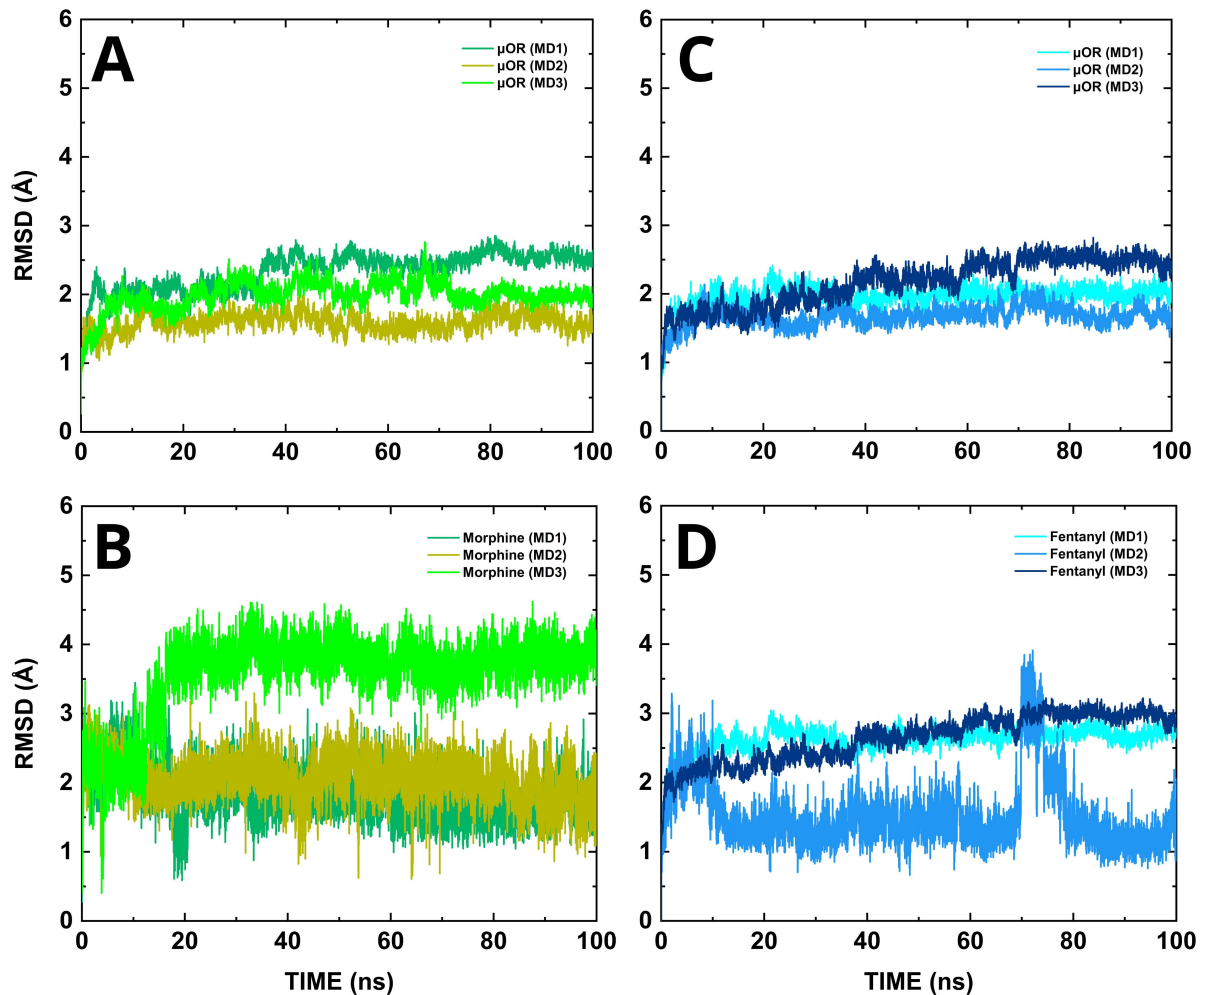 A
µOR (MD1)
µOR (MD2)
µOR (MD3)
RMSD (Å)
6
5
4
3
2
1
0
0 20 40 60 80 100
C
µOR (MD1)
µOR (MD2)
µOR (MD3)
6
5
4
3
2
1
0
0 20 40 60 80 100
B
Morphine (MD1)
Morphine (MD2)
Morphine (MD3)
RMSD (Å)
6
5
4
3
2
1
0
0 20 40 60 80 100
TIME (ns)
D
Fentanyl (MD1)
Fentanyl (MD2)
Fentanyl (MD3)
6
5
4
3
2
1
0
0 20 40 60 80 100
TIME (ns)